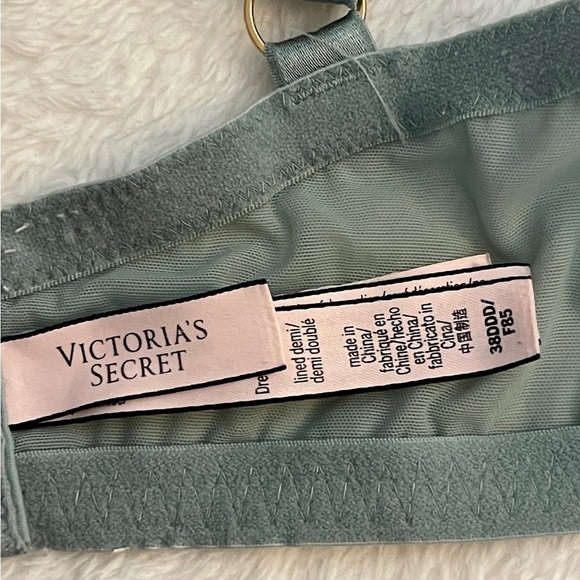 VICTORIA'S
SECRET
Dre
lined demi/
demi doublé
made in
China/
fabriqué en
Chine/hecho
en China/
fabricato in
Cina/
中国制造
38DDD/
F85